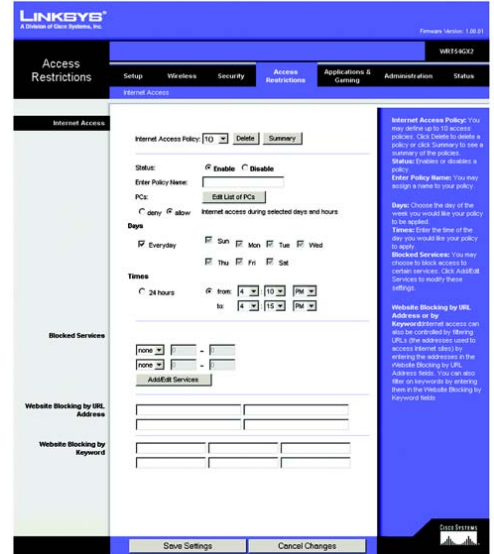 LINKSYS®
A Division of Cisco Systems, Inc.
Firmware Version: 1.00.01
WRT54GX2
Access
Restrictions
Setup Wireless Security Access Restrictions Applications & Gaming Administration Status
Internet Access
Internet Access
Internet Access Policy: 10 Delete Summary
Status: Enable Disable
Enter Policy Name:
PCs: Edit List of PCs
deny allow Internet access during selected days and hours
Days
Everyday Sun Mon Tue Wed
Thu Fri Sat
Times
24 hours from: 4 : 10 PM
to: 4 : 15 PM
Blocked Services
none 0 - 0
none 0 - 0
Add/Edit Services
Website Blocking by URL
Address
Website Blocking by
Keyword
Internet Access Policy: You
may define up to 10 access
policies. Click Delete to delete a
policy or click Summary to see a
summary of the policies.
Status: Enables or disables a
policy.
Enter Policy Name: You may
assign a name to your policy.
Days: Choose the day of the
week you would like your policy
to be applied.
Times: Enter the time of the
day you would like your policy
to apply.
Blocked Services: You may
choose to block access to
certain services. Click Add/Edit
Services to modify these
settings.
Website Blocking by URL
Address or by
Keyword:Internet access can
also be controlled by filtering
URLs (the addresses used to
access Internet sites) by
entering the addresses in the
Website Blocking by URL
Address fields. You can also
filter on keywords by entering
them in the Website Blocking by
Keyword fields
Save Settings Cancel Changes
CISCO SYSTEMS